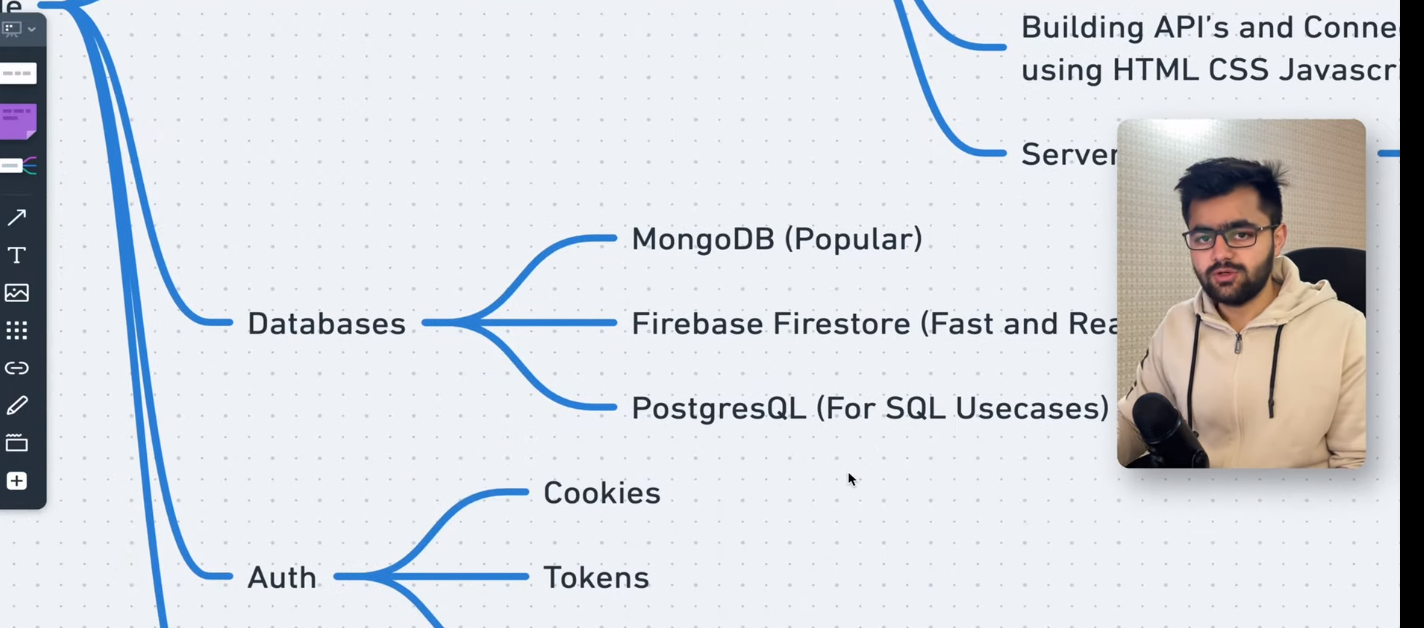 Building API's and Conne
using HTML CSS Javascr
Server
MongoDB (Popular)
Databases
Firebase Firestore (Fast and Rea
PostgresQL (For SQL Usecases)
Cookies
Auth
Tokens
T